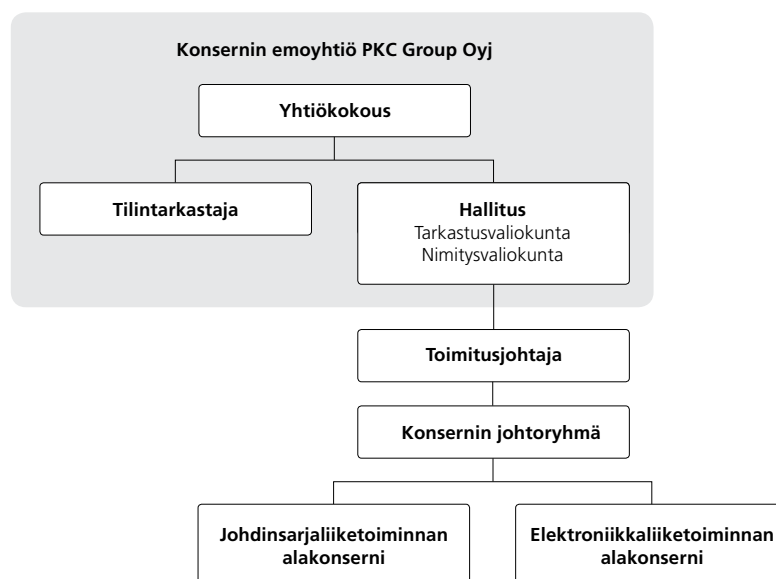 Konsernin emoyhtiö PKC Group Oyj
Yhtiökokous
Tilintarkastaja
Hallitus
Tarkastusvaliokunta
Nimitysvaliokunta
Toimitusjohtaja
Konsernin johtoryhmä
Johdinsarjaliiketoiminnan
alakonserni
Elektroniikkaliiketoiminnan
alakonserni